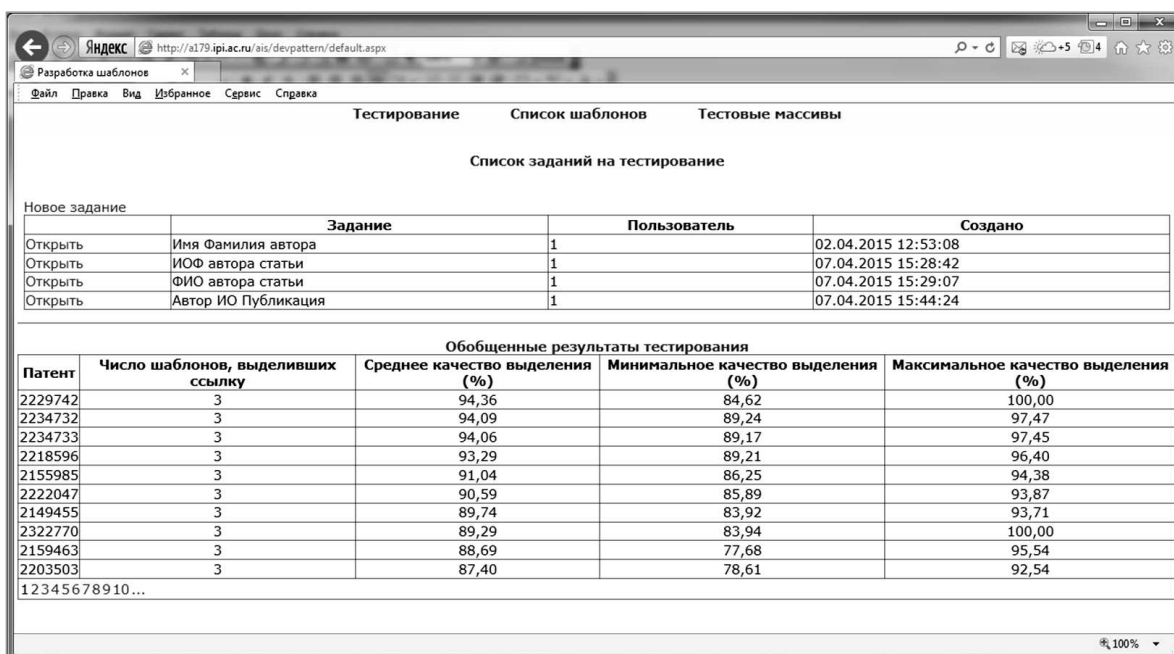 Яндекс http://a179.ipi.ac.ru/ais/devpattern/default.aspx +5 4
Разработка шаблонов ×
Файл Правка Вид Избранное Сервис Справка
Тестирование Список шаблонов Тестовые массивы
Список заданий на тестирование
Новое задание
Задание Пользователь Создано
Открыть Имя Фамилия автора 1 02.04.2015 12:53:08
Открыть ИОФ автора статьи 1 07.04.2015 15:28:42
Открыть ФИО автора статьи 1 07.04.2015 15:29:07
Открыть Автор ИО Публикация 1 07.04.2015 15:44:24
Обобщенные результаты тестирования
Патент Число шаблонов, выделивших Среднее качество выделения Минимальное качество выделения Максимальное качество выделения
ссылку (%) (%) (%)
2229742 3 94,36 84,62 100,00
2234732 3 94,09 89,24 97,47
2234733 3 94,06 89,17 97,45
2218596 3 93,29 89,21 96,40
2155985 3 91,04 86,25 94,38
2222047 3 90,59 85,89 93,87
2149455 3 89,74 83,92 93,71
2322770 3 89,29 83,94 100,00
2159463 3 88,69 77,68 95,54
2203503 3 87,40 78,61 92,54
12345678910...
100%